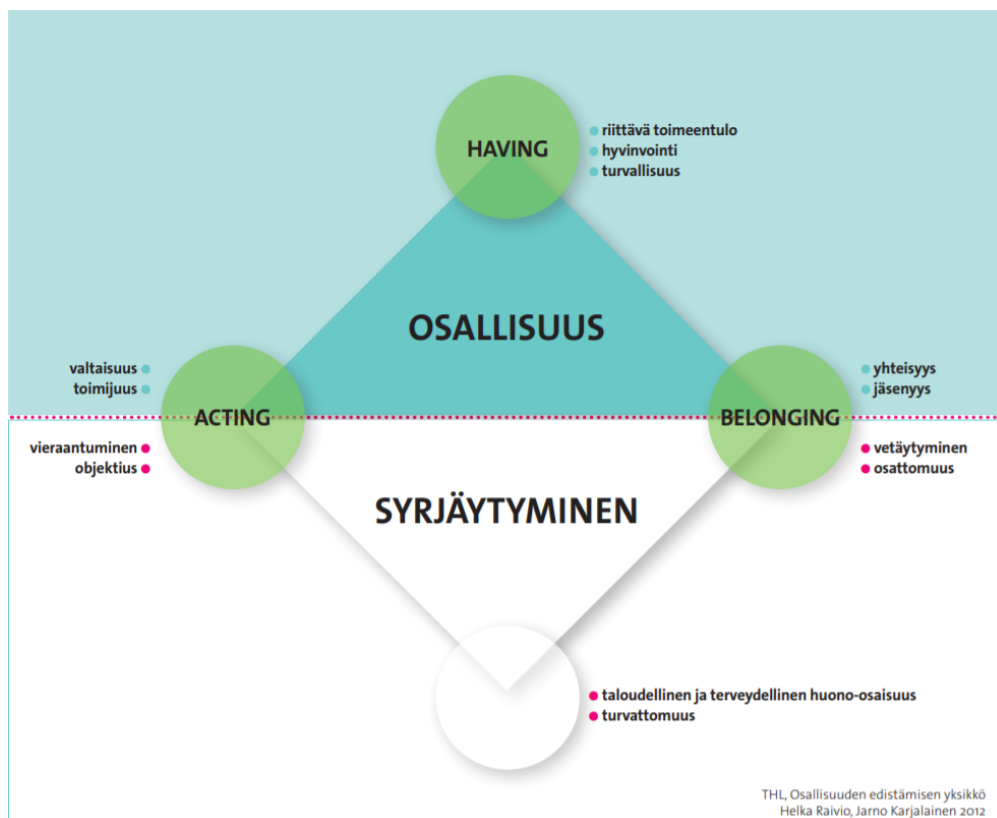 HAVING
riittävä toimeentulo
hyvinvointi
turvallisuus
OSALLISUUS
valtaisuus
toimijuus
yhteisyys
jäsenyys
ACTING
BELONGING
vieraantuminen
objektius
vetäytyminen
osattomuus
SYRJÄYTYMINEN
taloudellinen ja terveydellinen huono-osaisuus
turvattomuus
THL, Osallisuuden edistämisen yksikkö
Helka Raivio, Jarno Karjalainen 2012